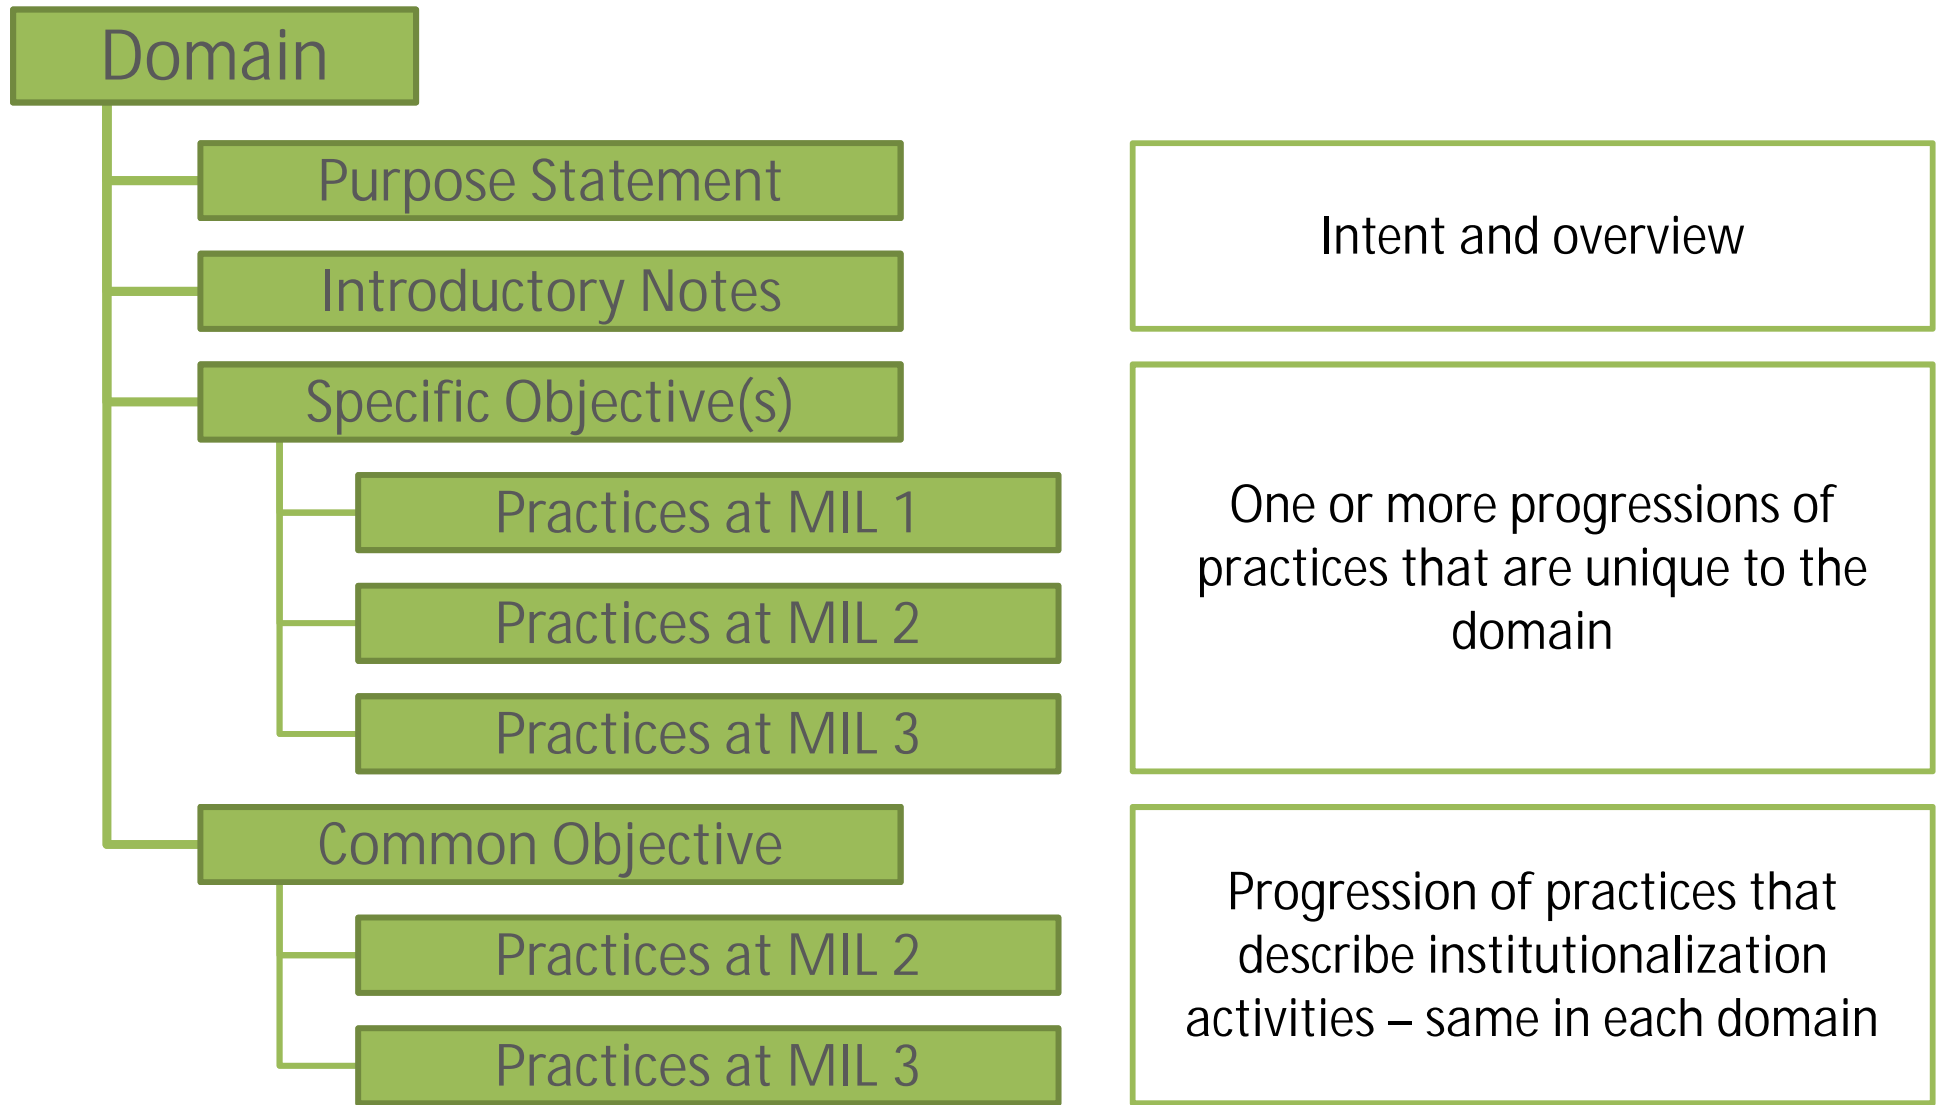 Domain
Purpose Statement
Introductory Notes
Intent and overview
Specific Objective(s)
Practices at MIL 1
Practices at MIL 2
Practices at MIL 3
One or more progressions of
practices that are unique to the
domain
Common Objective
Practices at MIL 2
Practices at MIL 3
Progression of practices that
describe institutionalization
activities – same in each domain